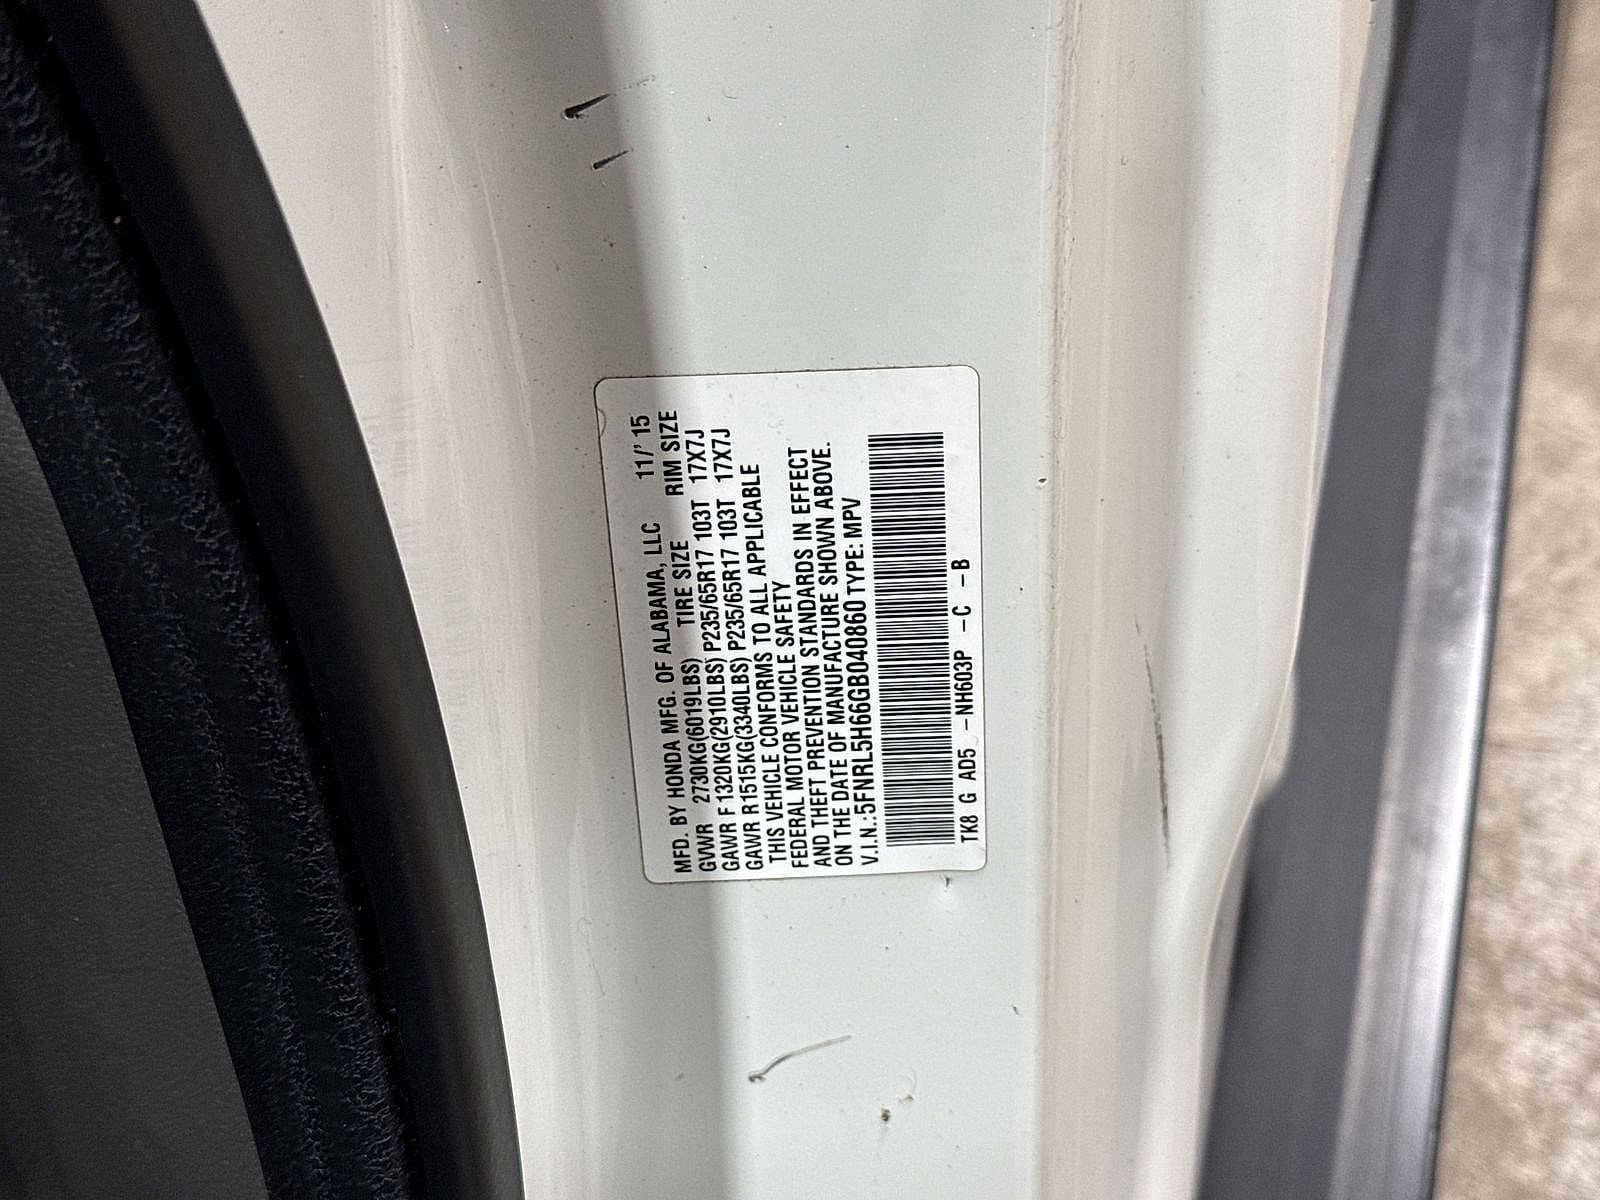 MFD. BY HONDA MFG. OF ALABAMA, LLC 11/' 15
GVWR 2730KG(6019LBS) TIRE SIZE RIM SIZE
GAWR F 1320KG(2910LBS) P235/65R17 103T 17X7J
GAWR R1515KG(3340LBS) P235/65R17 103T 17X7J
THIS VEHICLE CONFORMS TO ALL APPLICABLE
FEDERAL MOTOR VEHICLE SAFETY
AND THEFT PREVENTION STANDARDS IN EFFECT
ON THE DATE OF MANUFACTURE SHOWN ABOVE.
V.I.N.:5FNRL5H66GB040860 TYPE: MPV
TK8 G AD5 -NH603P -C -B